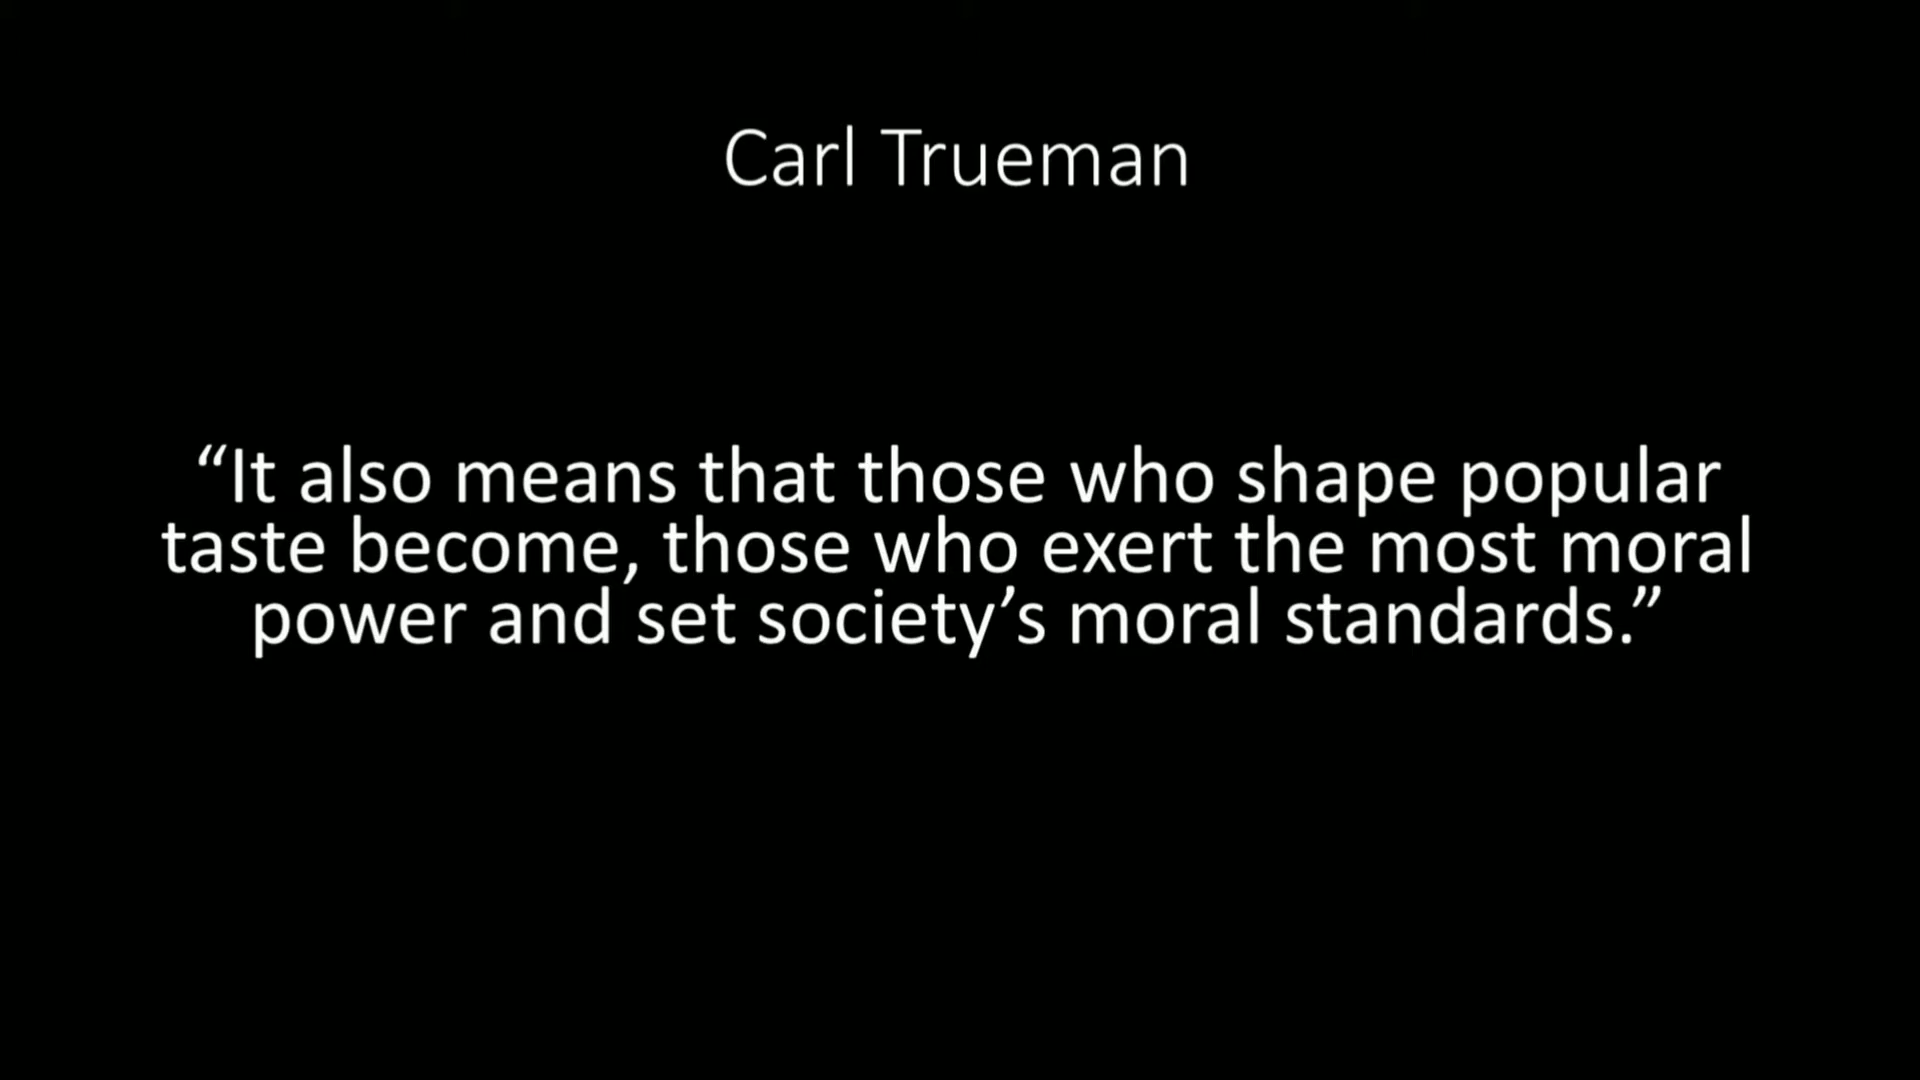 Carl Trueman
“It also means that those who shape popular
taste become, those who exert the most moral
power and set society’s moral standards.”